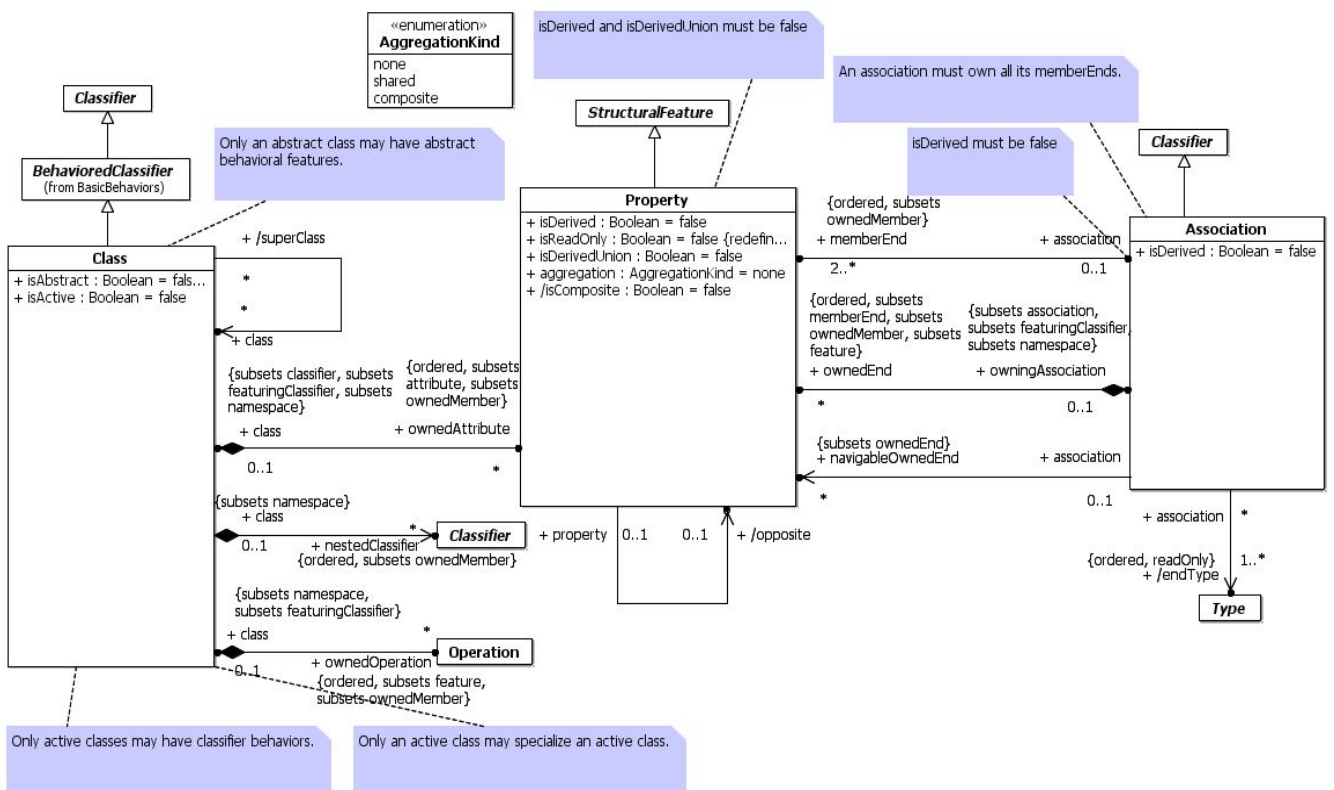 «enumeration»
AggregationKind
none
shared
composite
isDerived and isDerivedUnion must be false
An association must own all its memberEnds.
Classifier
StructuralFeature
Only an abstract class may have abstract
behavioral features.
isDerived must be false
Classifier
BehavioredClassifier
(from BasicBehaviors)
Property
+ isDerived : Boolean = false
+ isReadOnly : Boolean = false {redefin...
+ isDerivedUnion : Boolean = false
+ aggregation : AggregationKind = none
+ /isComposite : Boolean = false
{ordered, subsets
ownedMember}
+ memberEnd
2..*
+ association
0..1
Association
+ isDerived : Boolean = false
Class
+ isAbstract : Boolean = fals...
+ isActive : Boolean = false
+ /superClass
*
*
+ class
{ordered, subsets
memberEnd, subsets
ownedMember, subsets
feature}
+ ownedEnd
*
{subsets association,
subsets featuringClassifier,
subsets namespace}
+ owningAssociation
0..1
{subsets classifier, subsets
featuringClassifier, subsets
namespace}
+ class
0..1
{ordered, subsets
attribute, subsets
ownedMember}
+ ownedAttribute
*
{subsets ownedEnd}
+ navigableOwnedEnd
*
+ association
0..1
{subsets namespace}
+ class
0..1
*
+ nestedClassifier
{ordered, subsets ownedMember}
Classifier
+ property
0..1
0..1
+ /opposite
+ association
*
{ordered, readOnly}
+ /endType
1..*
Type
{subsets namespace,
subsets featuringClassifier}
+ class
0..1
*
+ ownedOperation
{ordered, subsets feature,
subsets ownedMember}
Operation
Only active classes may have classifier behaviors.
Only an active class may specialize an active class.